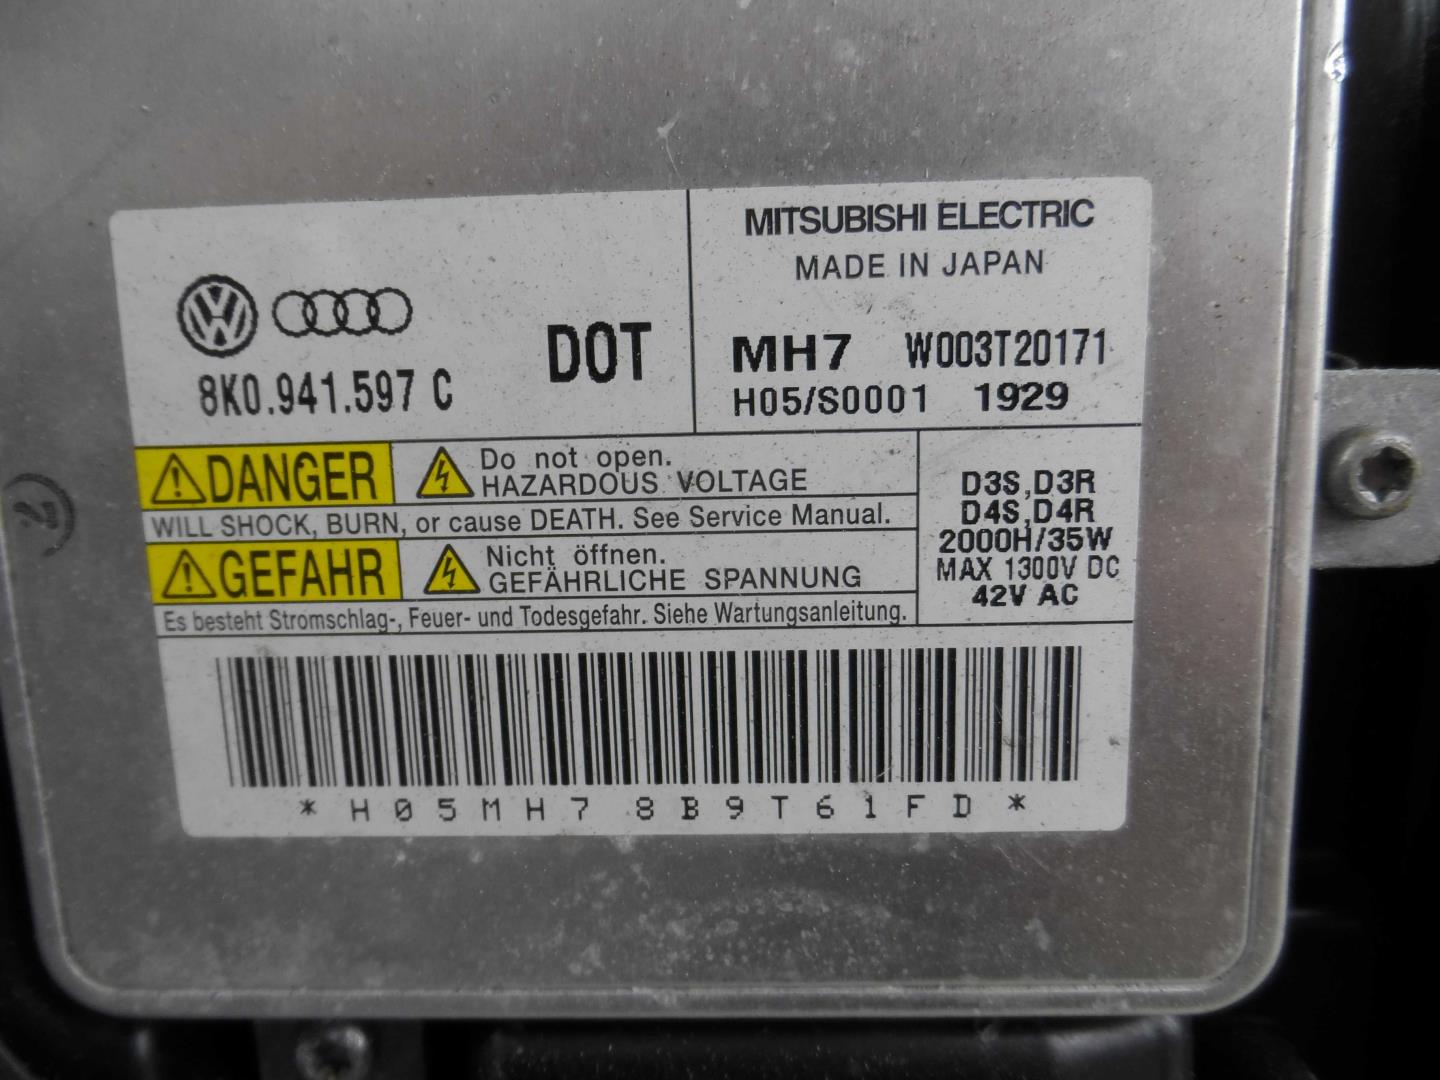 MITSUBISHI ELECTRIC
MADE IN JAPAN
8K0.941.597 C
DOT
MH7 W003T20171
H05/S0001 1929
DANGER
Do not open.
HAZARDOUS VOLTAGE
WILL SHOCK, BURN, or cause DEATH. See Service Manual.
GEFAHR
Nicht öffnen.
GEFÄHRLICHE SPANNUNG
Es besteht Stromschlag-, Feuer- und Todesgefahr. Siehe Wartungsanleitung.
D3S,D3R
D4S,D4R
2000H/35W
MAX 1300V DC
42V AC
*H05MH78B9T61FD*